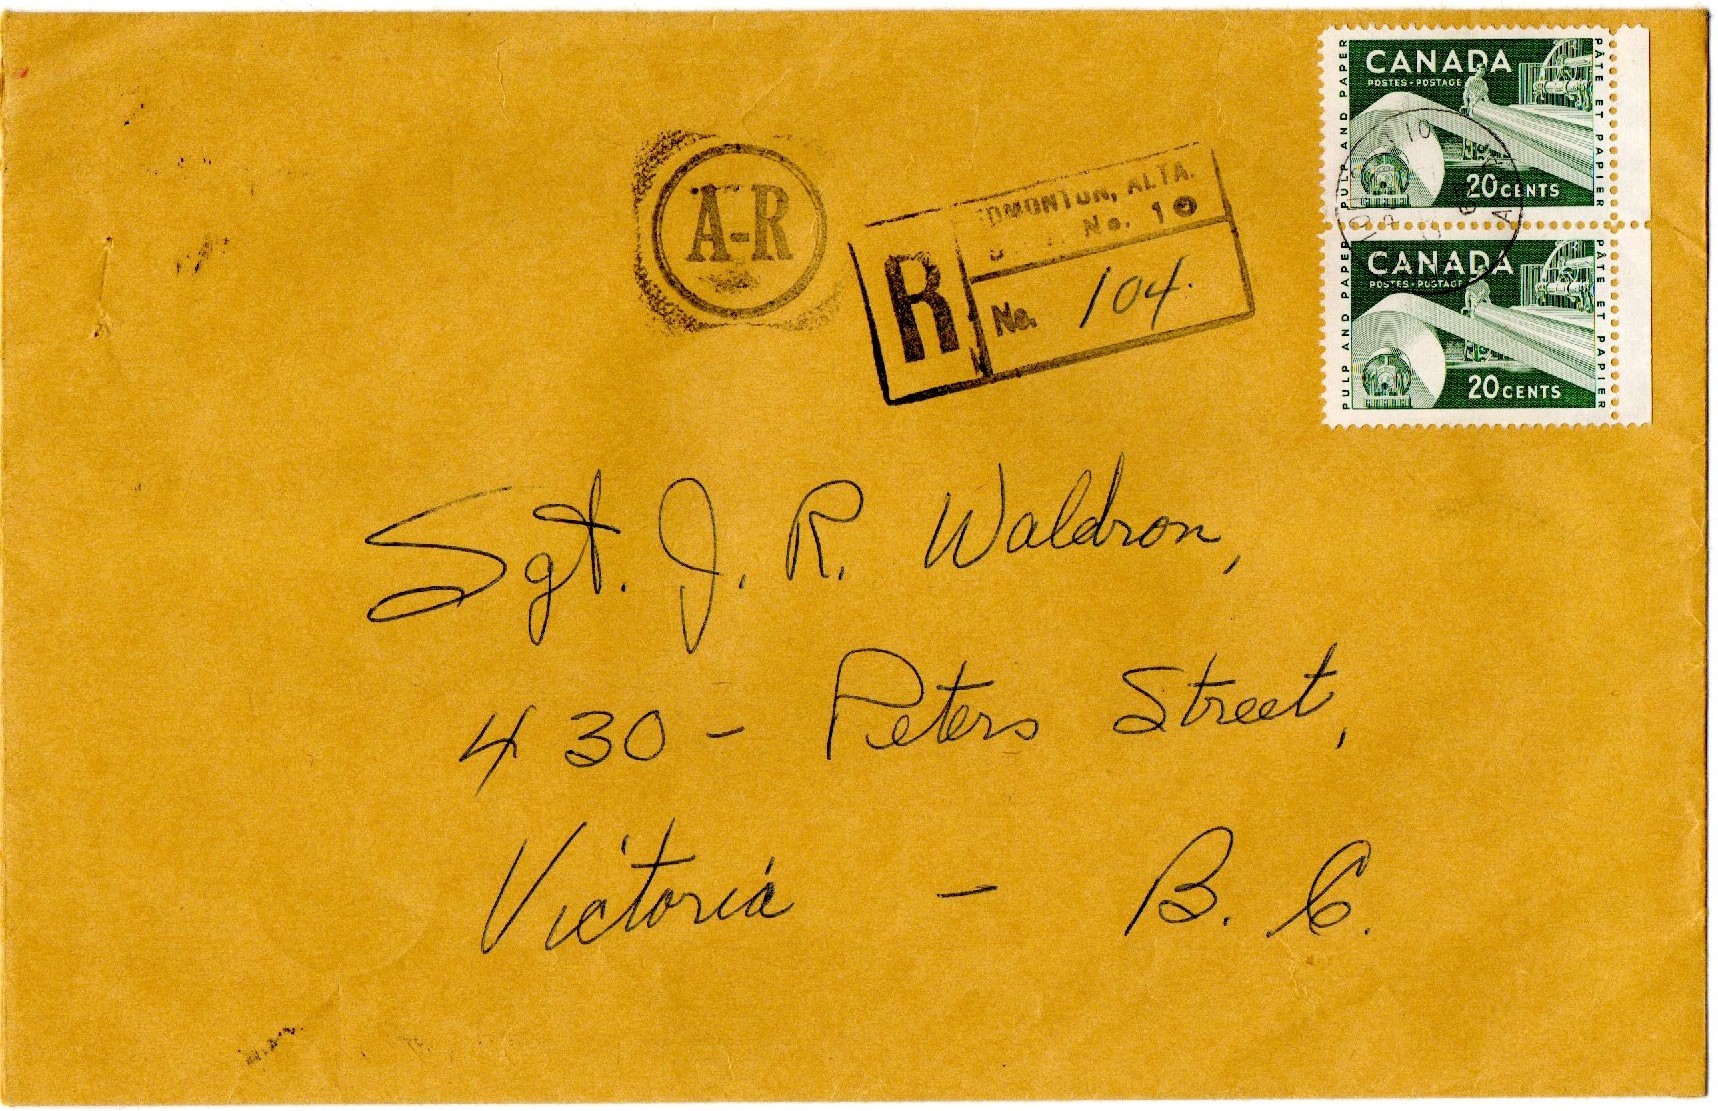 A-R
EDMONTON, ALTA.
No. 10
R
No. 104.
CANADA
POSTES-POSTAGE
PULP AND PAPER
PÂTE ET PAPIER
20 CENTS
CANADA
POSTES-POSTAGE
PULP AND PAPER
PÂTE ET PAPIER
20 CENTS
Sgt. J. R. Waldron,
430 - Peters Street,
Victoria - B. C.